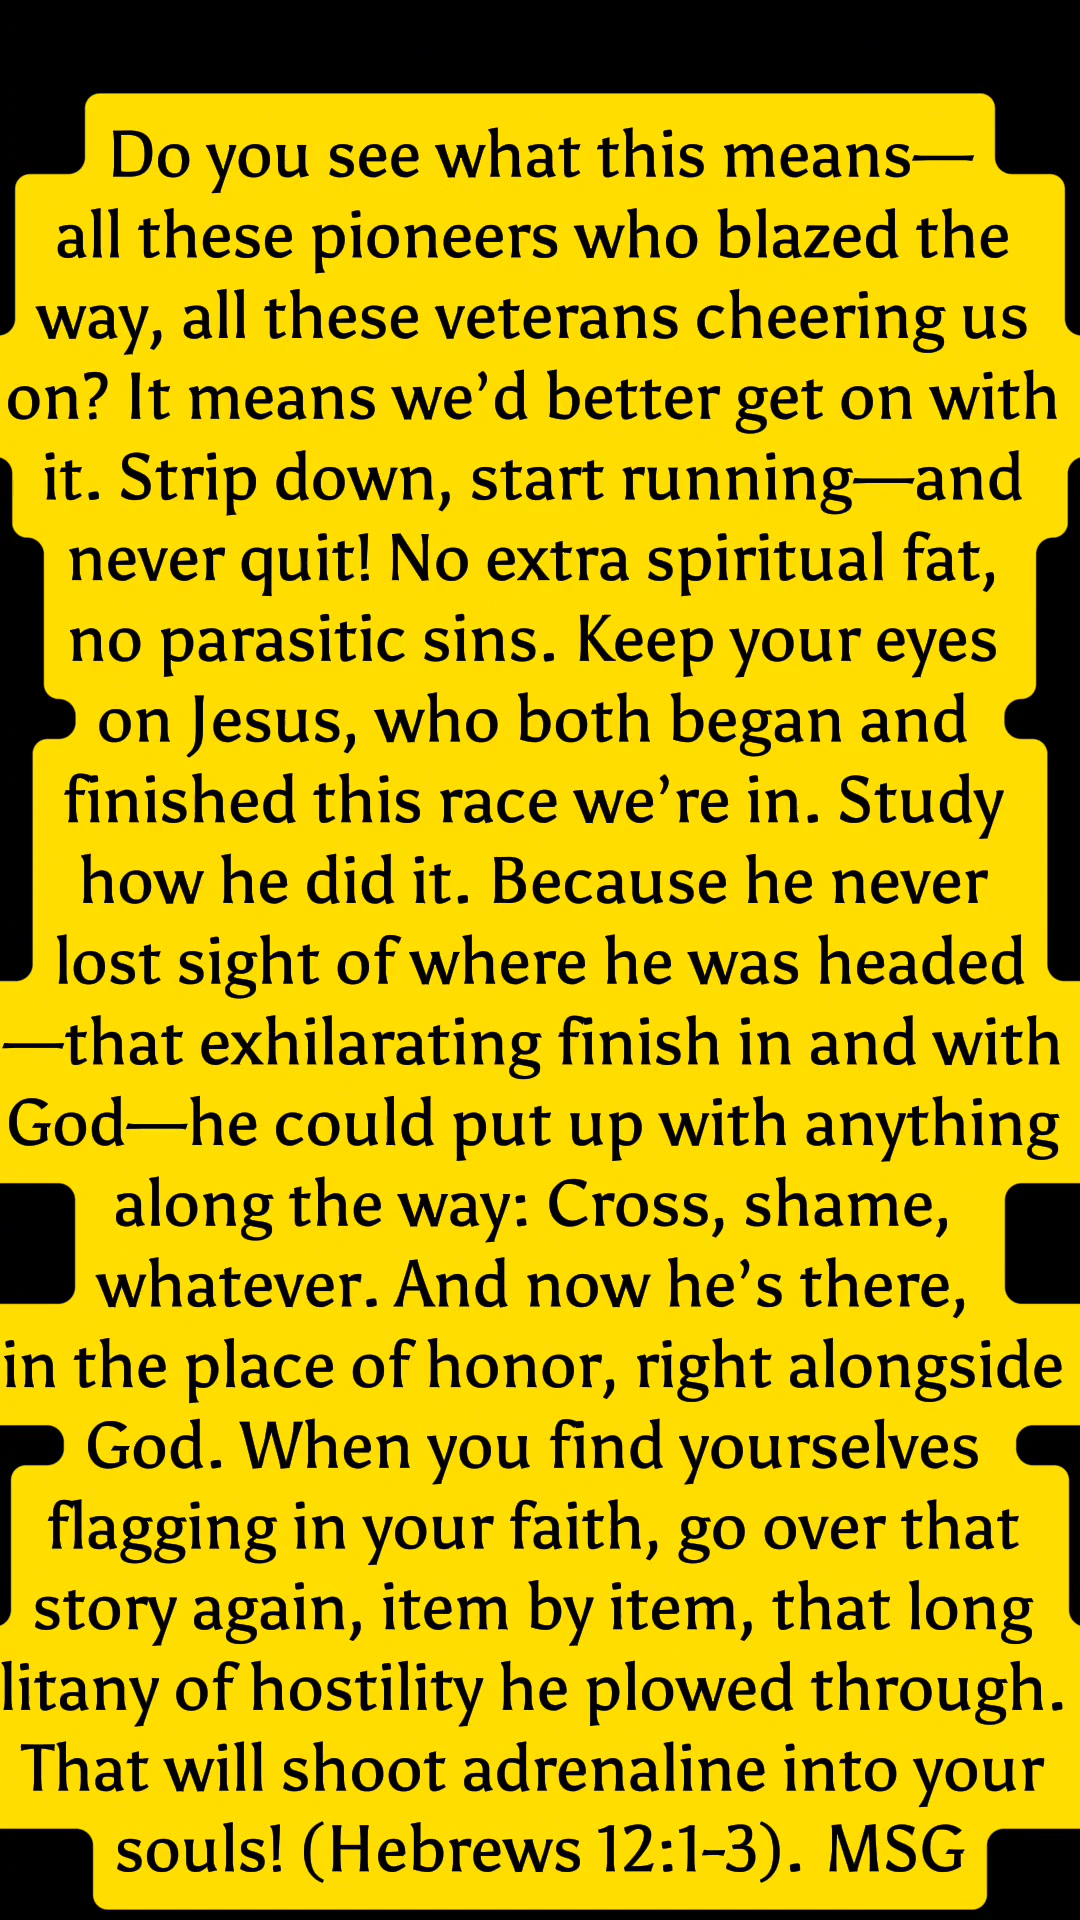 Do you see what this means—
all these pioneers who blazed the
way, all these veterans cheering us
on? It means we’d better get on with
it. Strip down, start running—and
never quit! No extra spiritual fat,
no parasitic sins. Keep your eyes
on Jesus, who both began and
finished this race we’re in. Study
how he did it. Because he never
lost sight of where he was headed
—that exhilarating finish in and with
God—he could put up with anything
along the way: Cross, shame,
whatever. And now he’s there,
in the place of honor, right alongside
God. When you find yourselves
flagging in your faith, go over that
story again, item by item, that long
litany of hostility he plowed through.
That will shoot adrenaline into your
souls! (Hebrews 12:1-3). MSG